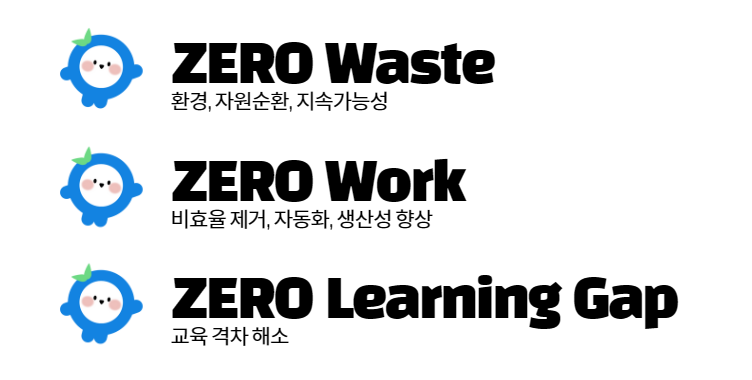 ZERO Waste
환경, 자원순환, 지속가능성
ZERO Work
비효율 제거, 자동화, 생산성 향상
ZERO Learning Gap
교육 격차 해소